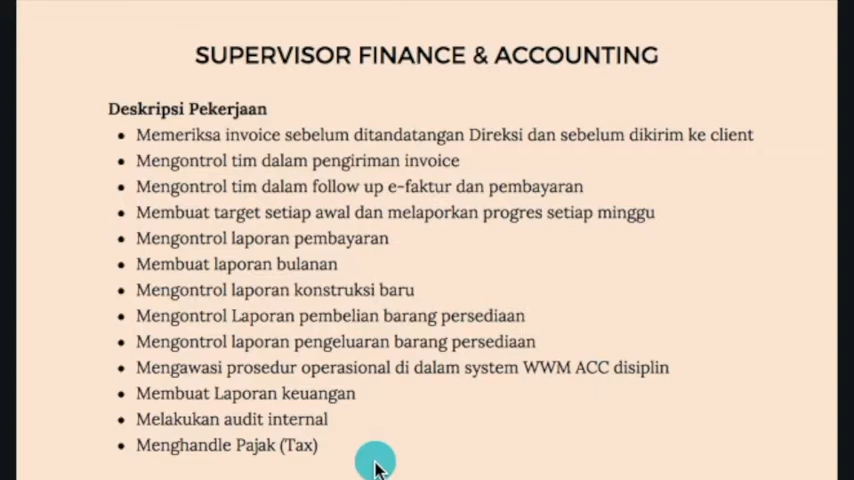 SUPERVISOR FINANCE & ACCOUNTING
Deskripsi Pekerjaan
• Memeriksa invoice sebelum ditandatangan Direksi dan sebelum dikirim ke client
• Mengontrol tim dalam pengiriman invoice
• Mengontrol tim dalam follow up e-faktur dan pembayaran
• Membuat target setiap awal dan melaporkan progres setiap minggu
• Mengontrol laporan pembayaran
• Membuat laporan bulanan
• Mengontrol laporan konstruksi baru
• Mengontrol Laporan pembelian barang persediaan
• Mengontrol laporan pengeluaran barang persediaan
• Mengawasi prosedur operasional di dalam system WWM ACC disiplin
• Membuat Laporan keuangan
• Melakukan audit internal
• Menghandle Pajak (Tax)